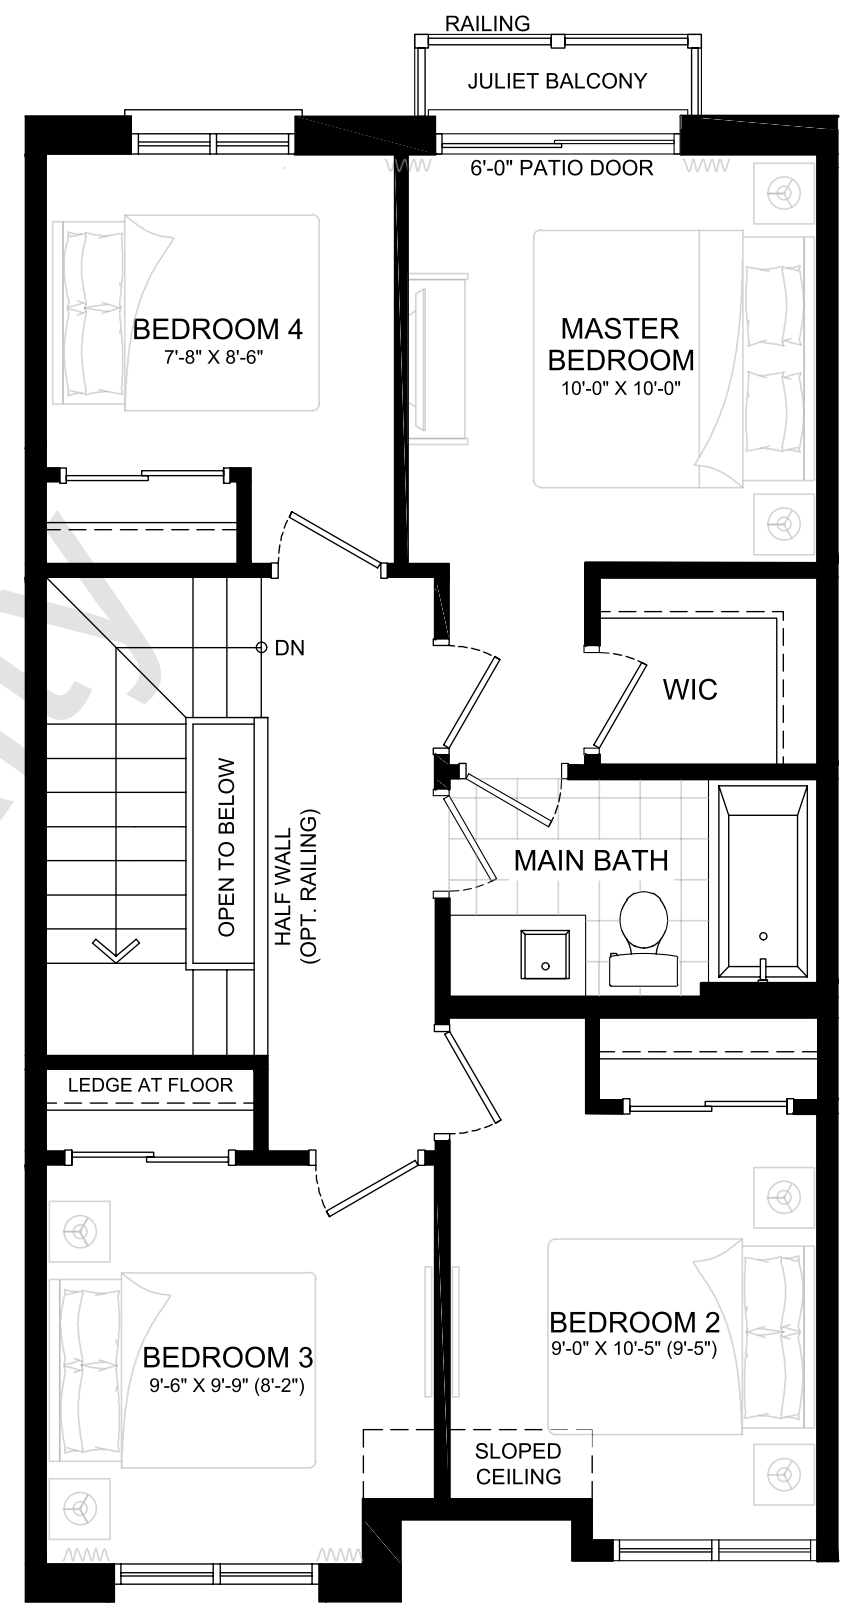 RAILING
JULIET BALCONY
6'-0" PATIO DOOR
BEDROOM 4
7'-8" X 8'-6"
MASTER
BEDROOM
10'-0" X 10'-0"
DN
WIC
OPEN TO BELOW
HALF WALL
(OPT. RAILING)
MAIN BATH
LEDGE AT FLOOR
BEDROOM 2
9'-0" X 10'-5" (9'-5")
BEDROOM 3
9'-6" X 9'-9" (8'-2")
SLOPED
CEILING